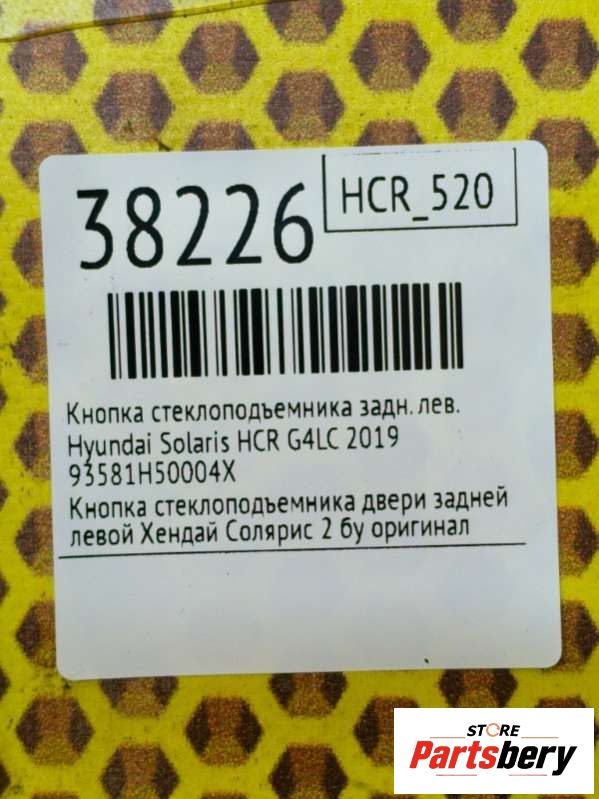 38226
HCR_520
Кнопка стеклоподъемника задн. лев.
Hyundai Solaris HCR G4LC 2019
93581H50004X
Кнопка стеклоподъемника двери задней
левой Хендай Солярис 2 бу оригинал
STORE
Partsbery